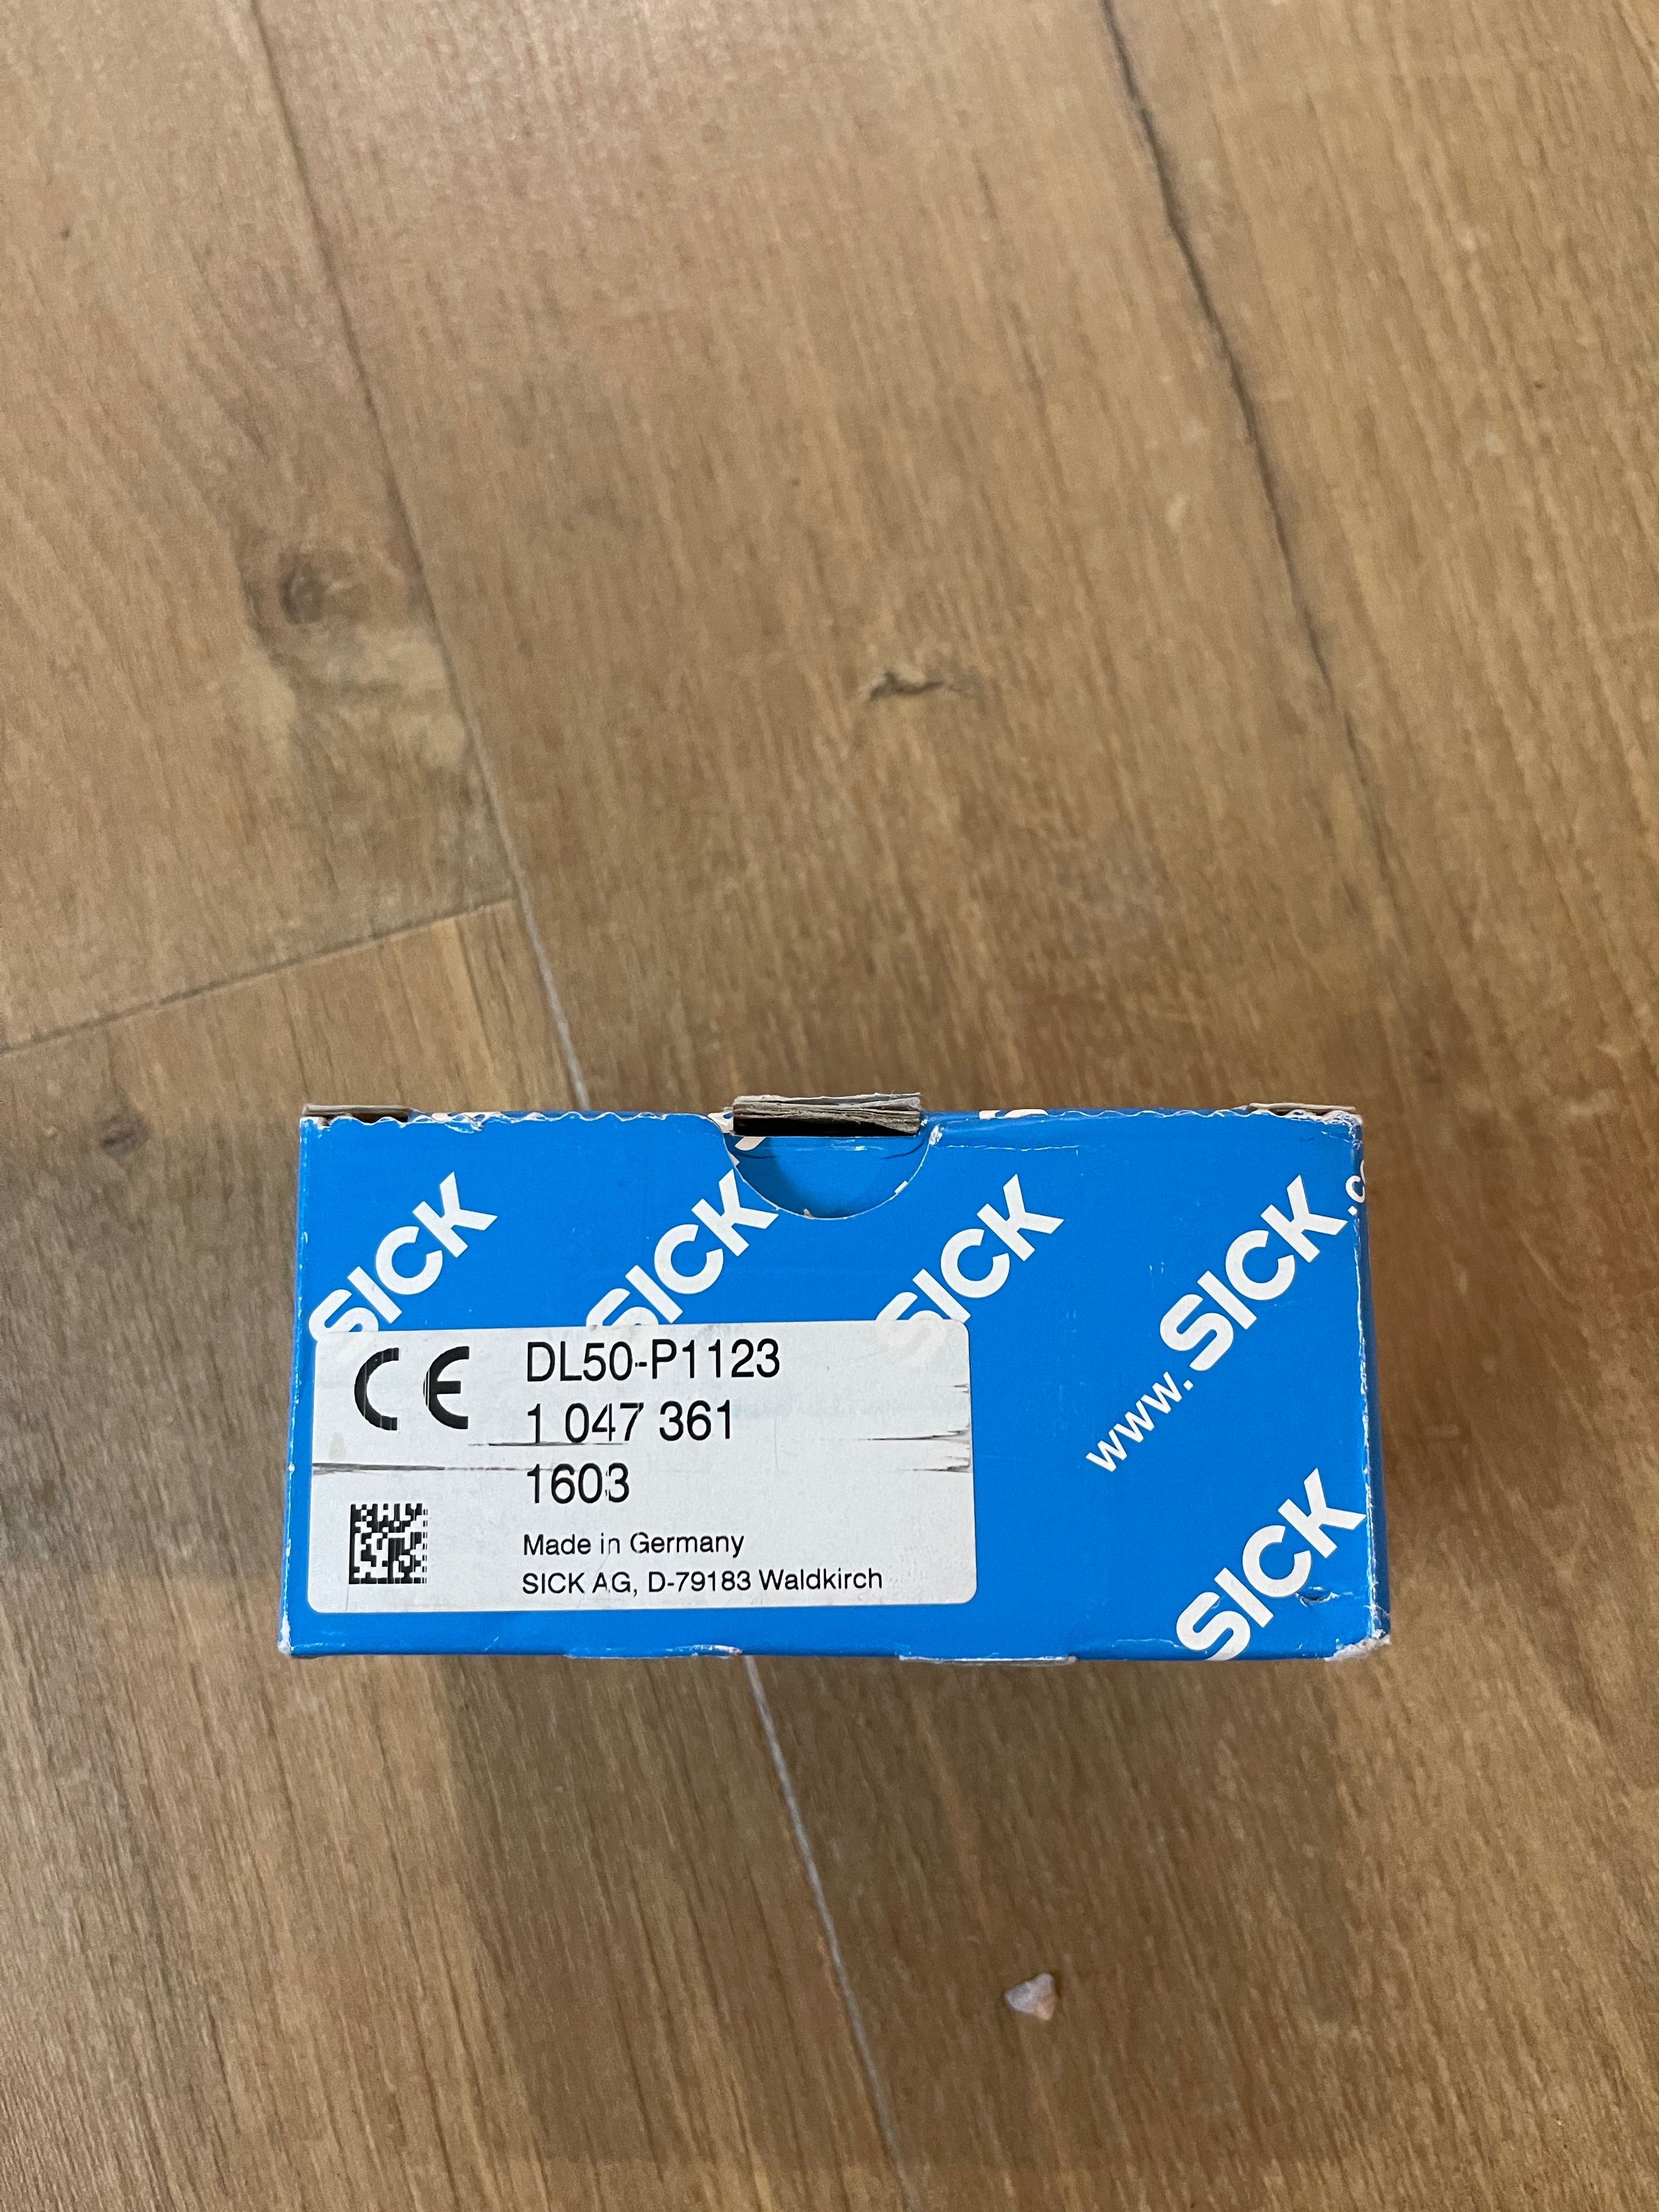 SICK
SICK
SICK
www.SICK.c
SICK
CE
DL50-P1123
1 047 361
1603
Made in Germany
SICK AG, D-79183 Waldkirch